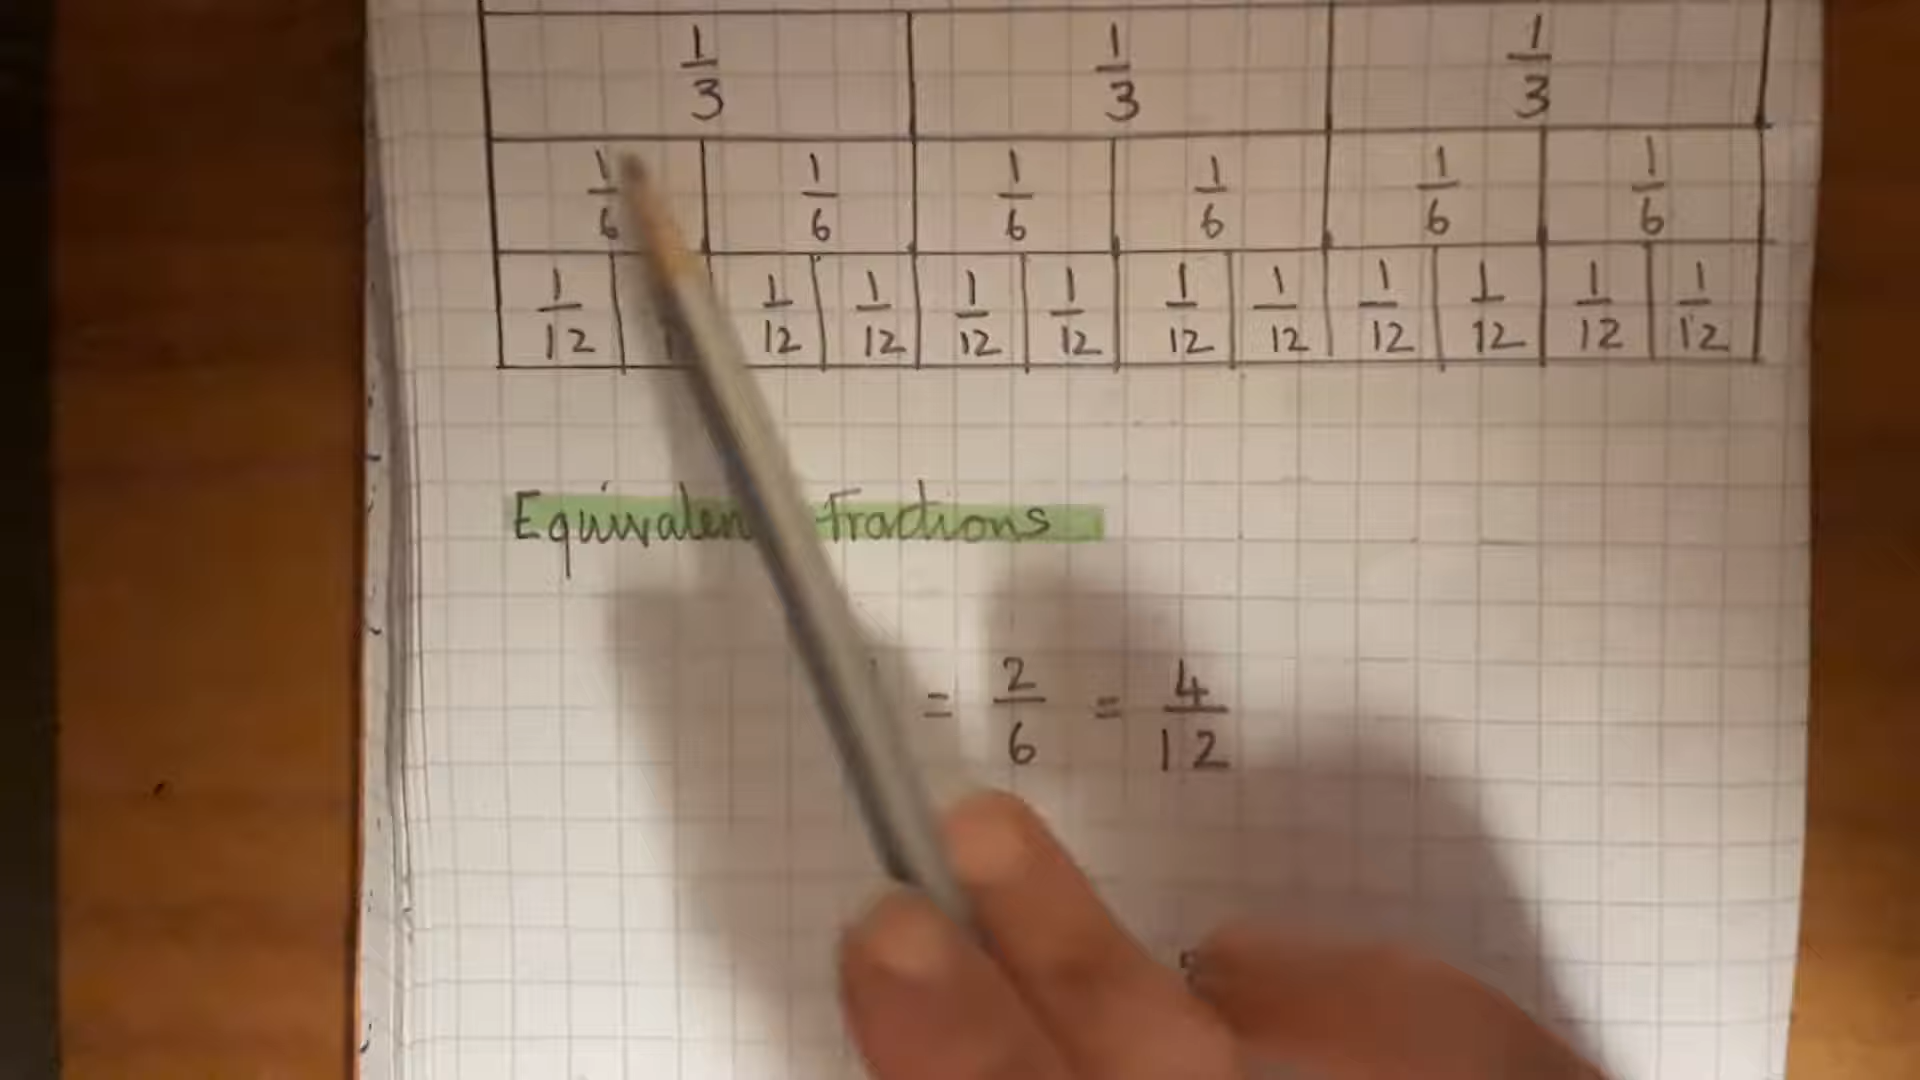 1/3 1/3 1/3
1/6 1/6 1/6 1/6 1/6 1/6
1/12 1/12 1/12 1/12 1/12 1/12 1/12 1/12 1/12 1/12 1/12
Equivalen Fractions
= 2/6 = 4/12